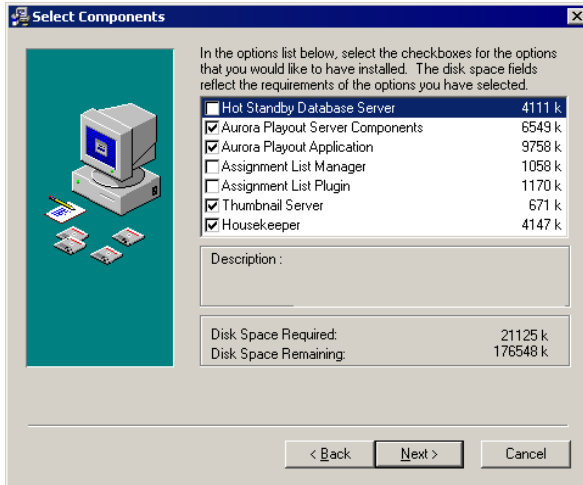 Select Components
In the options list below, select the checkboxes for the options
that you would like to have installed. The disk space fields
reflect the requirements of the options you have selected.
Hot Standby Database Server 4111 k
Aurora Playout Server Components 6549 k
Aurora Playout Application 9758 k
Assignment List Manager 1058 k
Assignment List Plugin 1170 k
Thumbnail Server 671 k
Housekeeper 4147 k
Description :
Disk Space Required: 21125 k
Disk Space Remaining: 176548 k
< Back Next > Cancel